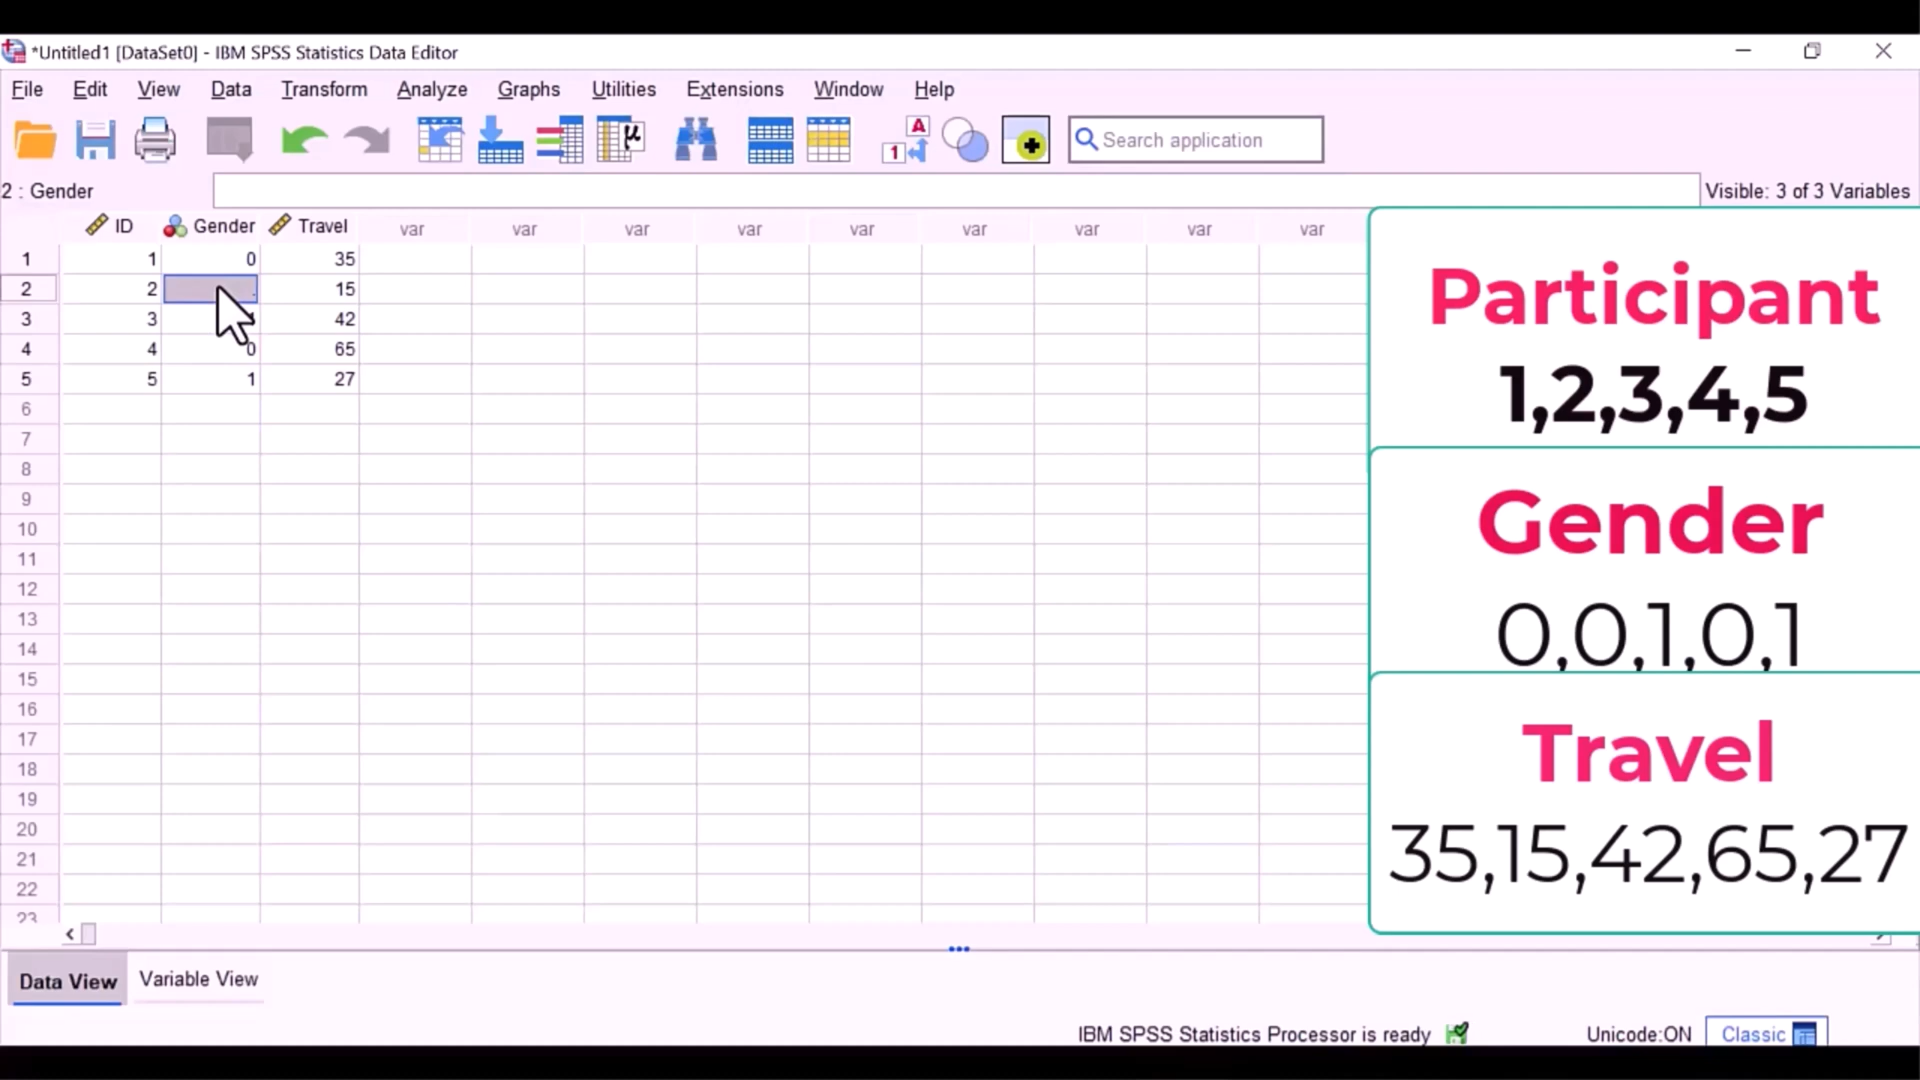 *Untitled1 [DataSet0] - IBM SPSS Statistics Data Editor
File Edit View Data Transform Analyze Graphs Utilities Extensions Window Help
A
1
μ
Search application
2 : Gender
Visible: 3 of 3 Variables
ID Gender Travel var var var var var var var var var
1 1 0 35
2 2 . 15
3 3 42
4 4 0 65
5 5 1 27
6
7
8
9
10
11
12
13
14
15
16
17
18
19
20
21
22
23
Participant
1,2,3,4,5
Gender
0,0,1,0,1
Travel
35,15,42,65,27
Data View Variable View
IBM SPSS Statistics Processor is ready Unicode:ON Classic